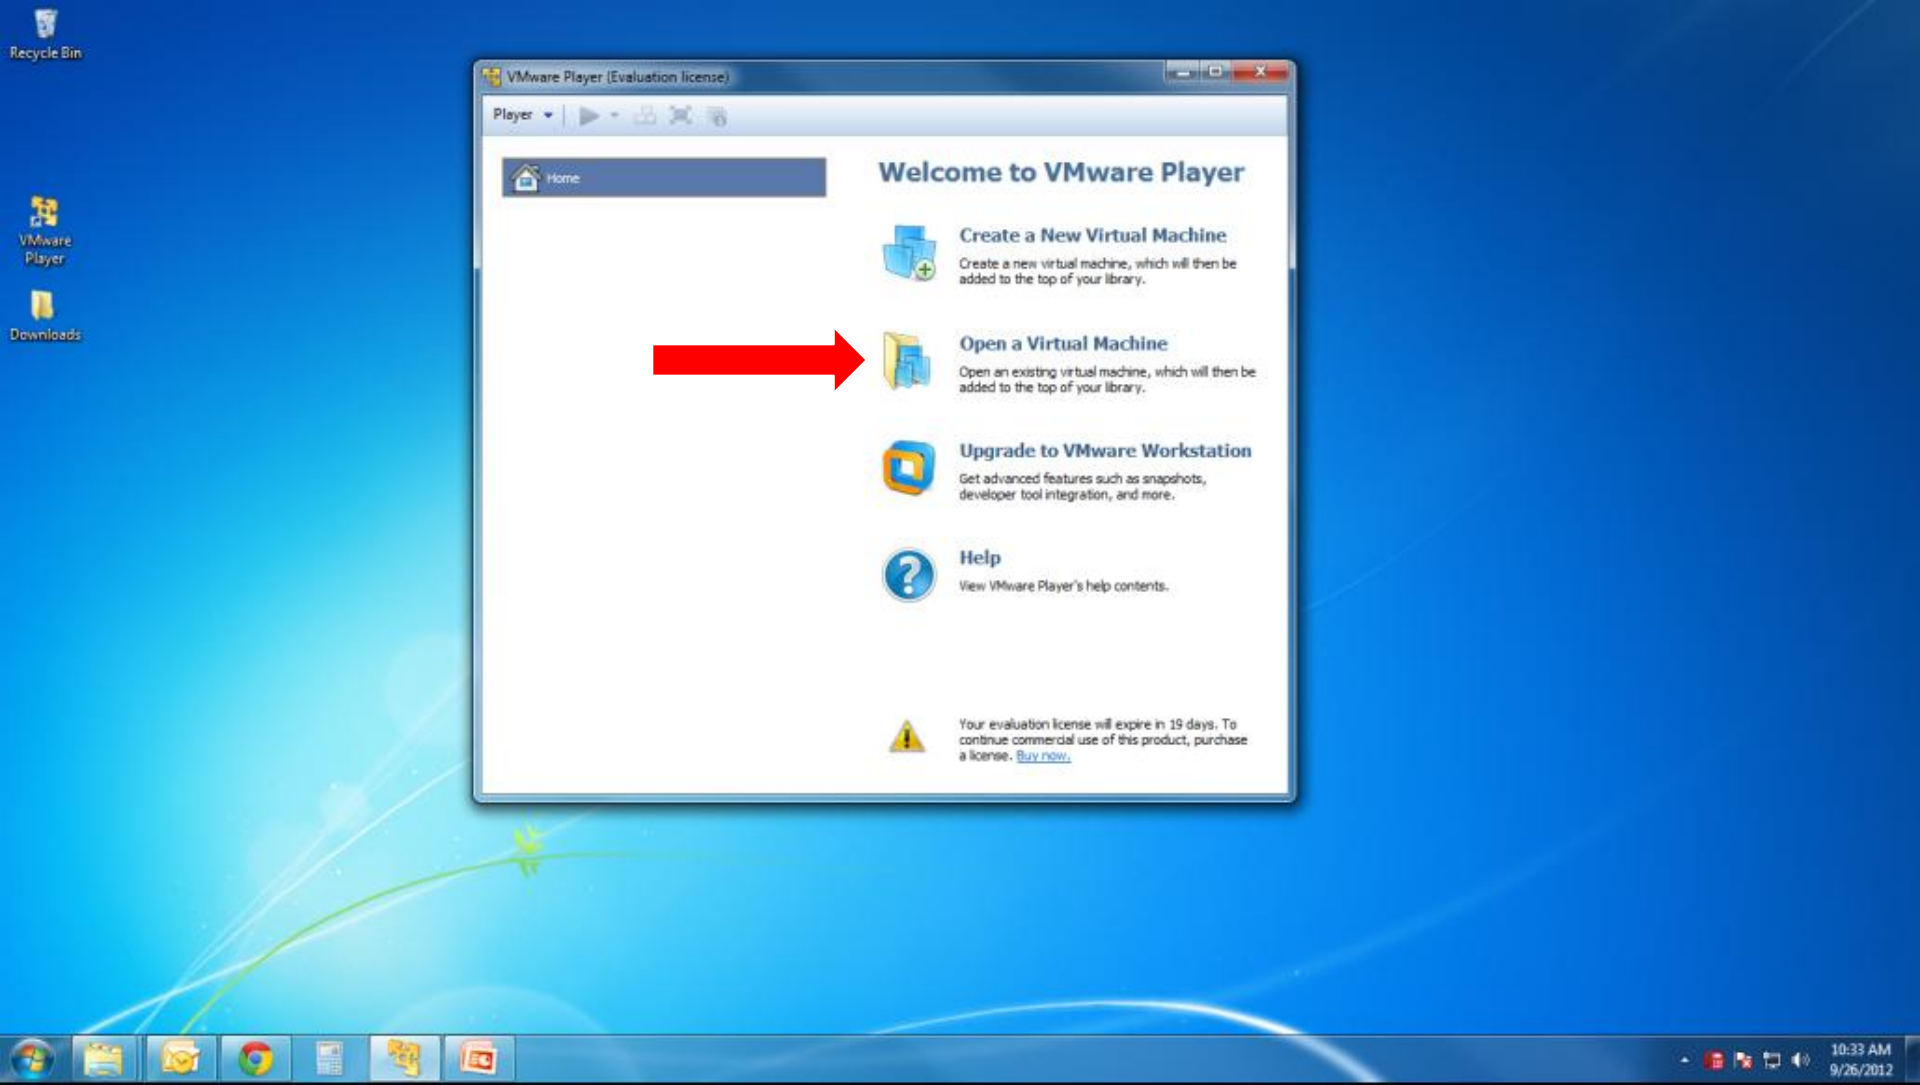 Recycle Bin
VMware
Player
Downloads
VMware Player (Evaluation license)
Player
Home
Welcome to VMware Player
Create a New Virtual Machine
Create a new virtual machine, which will then be
added to the top of your library.
Open a Virtual Machine
Open an existing virtual machine, which will then be
added to the top of your library.
Upgrade to VMware Workstation
Get advanced features such as snapshots,
developer tool integration, and more.
Help
View VMware Player's help contents.
Your evaluation license will expire in 19 days. To
continue commercial use of this product, purchase
a license. Buy now.
10:33 AM
9/26/2012